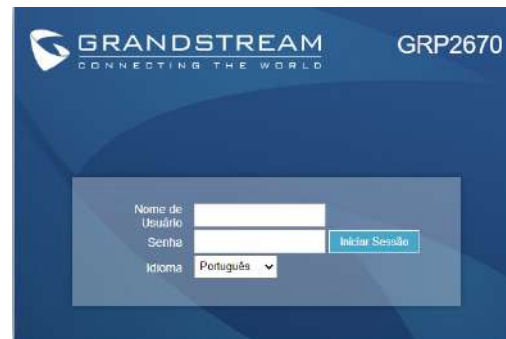 GRANDSTREAM
CONNECTING THE WORLD
GRP2670
Nome de
Usuário
Senha
Iniciar Sessão
Idioma
Português